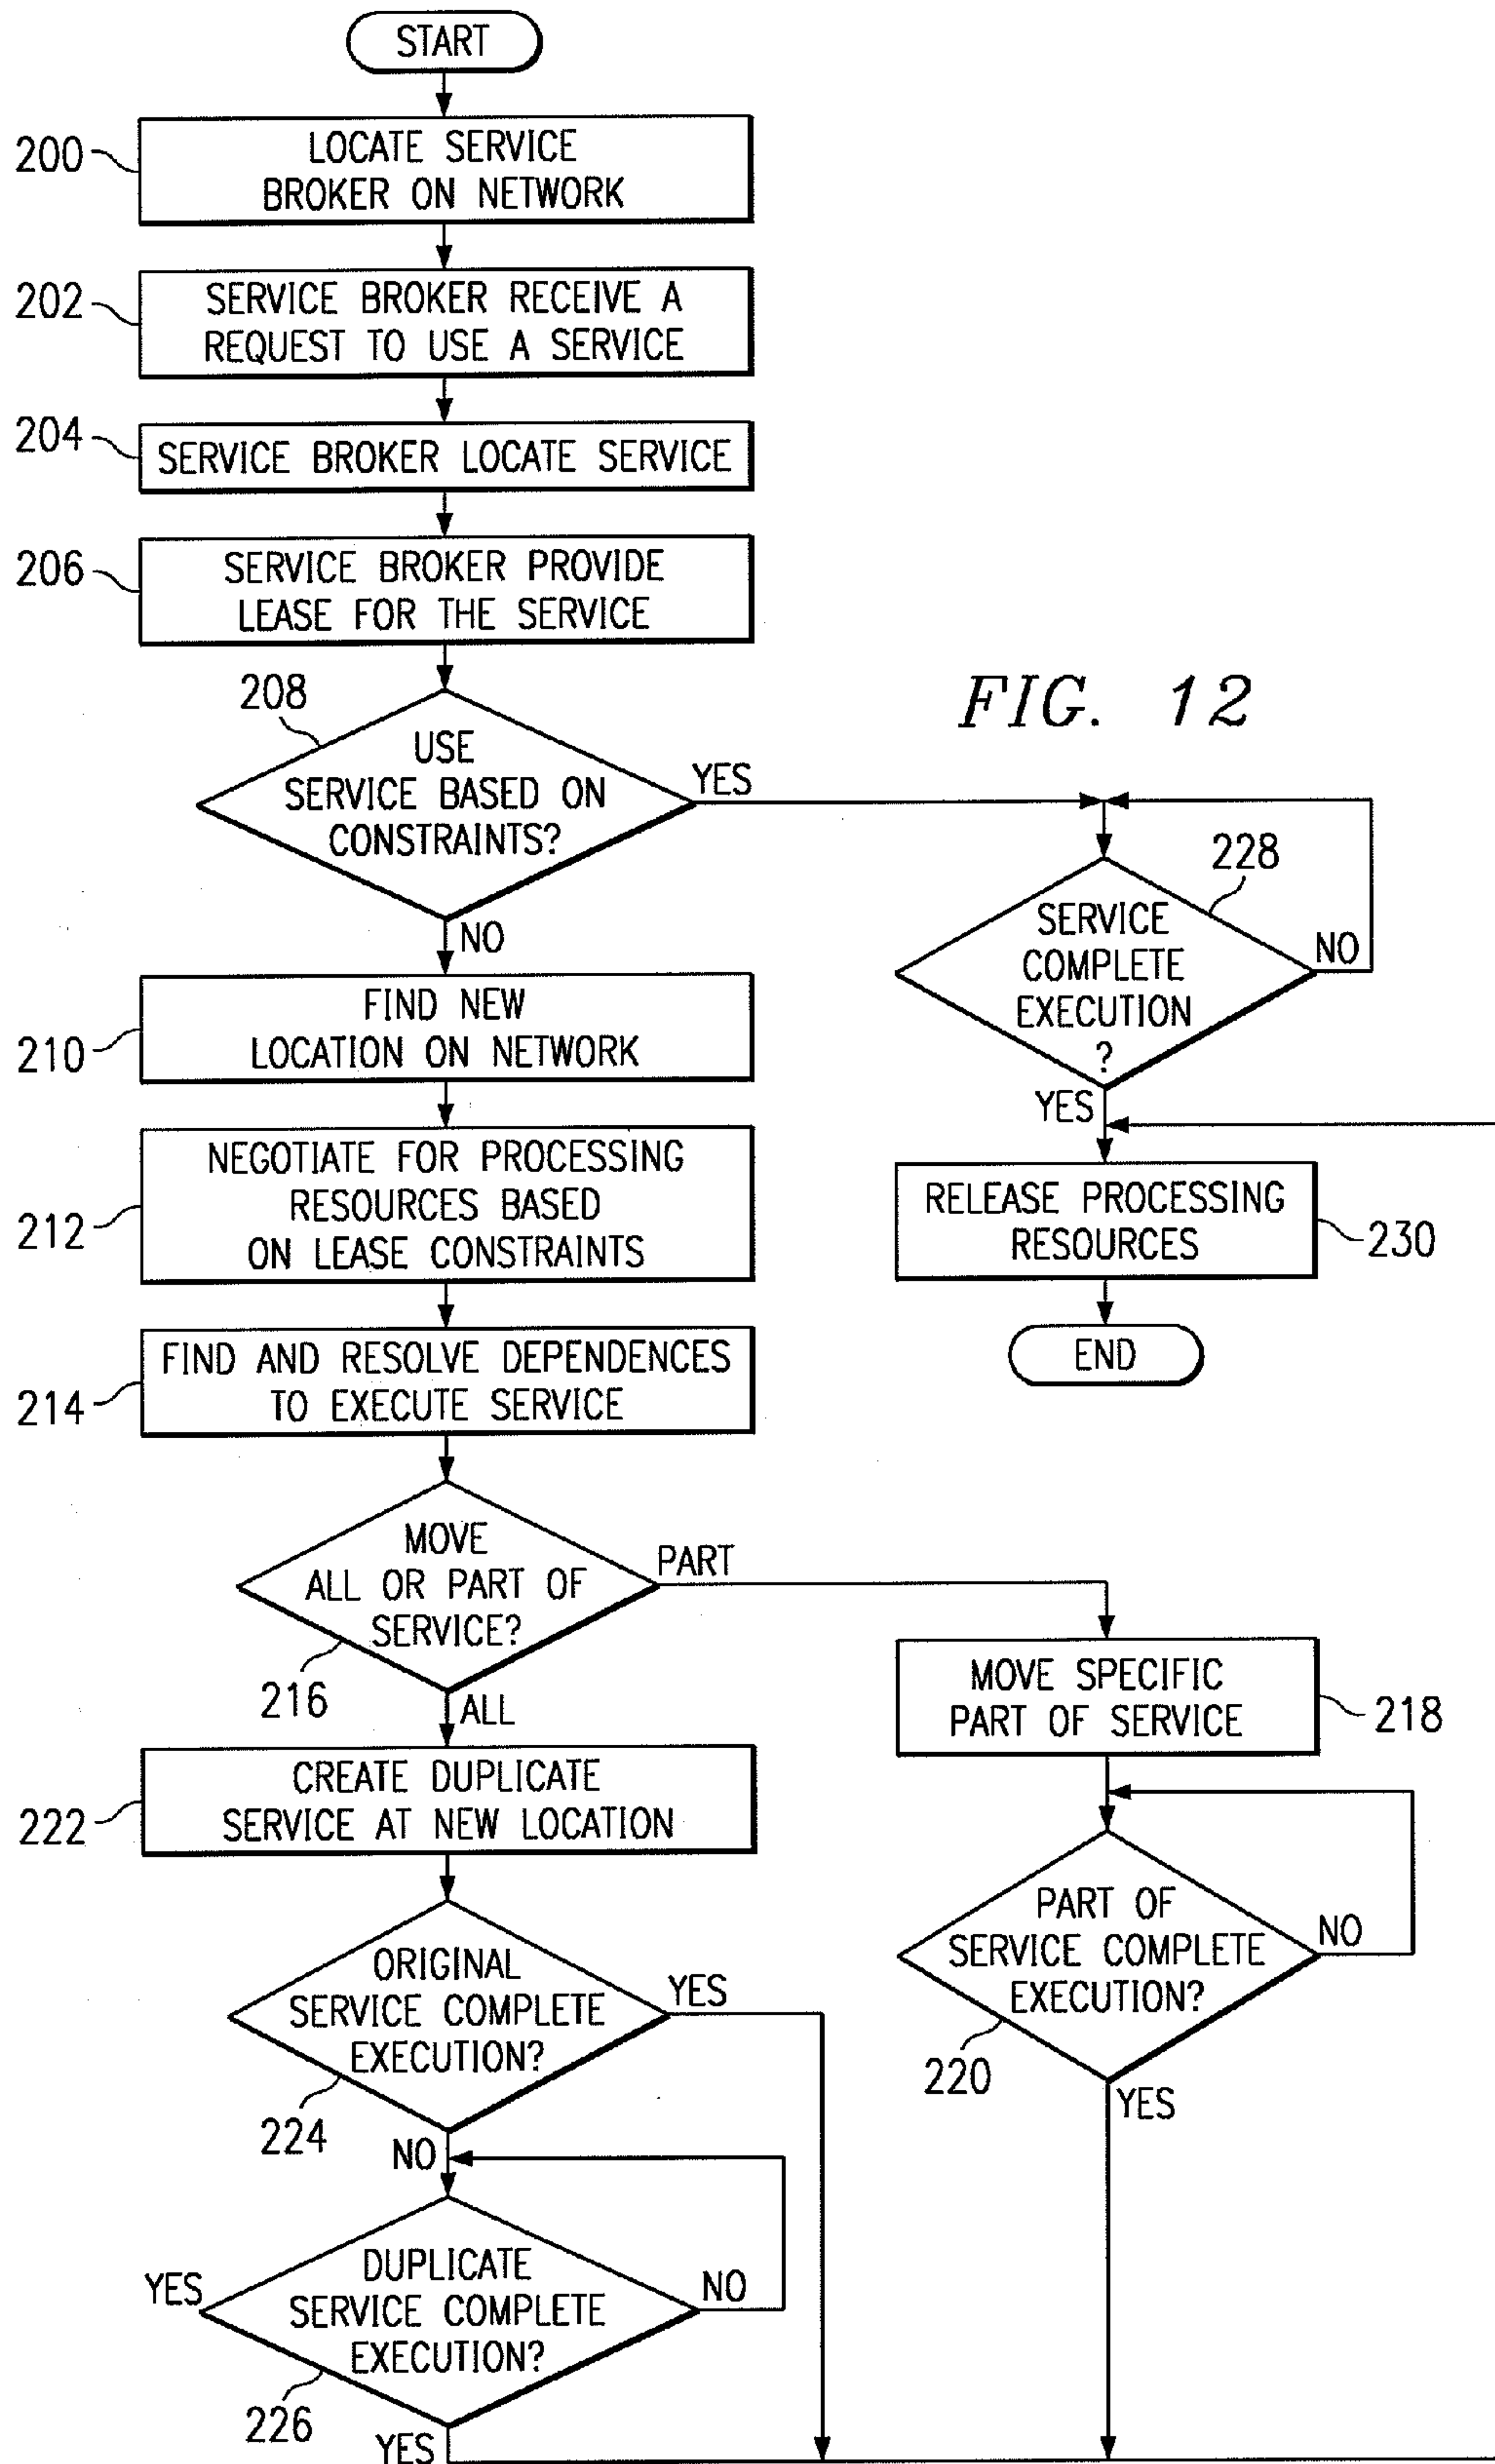 START
200
LOCATE SERVICE
BROKER ON NETWORK
202
SERVICE BROKER RECEIVE A
REQUEST TO USE A SERVICE
204
SERVICE BROKER LOCATE SERVICE
206
SERVICE BROKER PROVIDE
LEASE FOR THE SERVICE
208
USE
SERVICE BASED ON
CONSTRAINTS?
YES
NO
FIG. 12
228
SERVICE
COMPLETE
EXECUTION
?
NO
YES
210
FIND NEW
LOCATION ON NETWORK
212
NEGOTIATE FOR PROCESSING
RESOURCES BASED
ON LEASE CONSTRAINTS
RELEASE PROCESSING
RESOURCES
230
END
214
FIND AND RESOLVE DEPENDENCES
TO EXECUTE SERVICE
MOVE
ALL OR PART OF
SERVICE?
216
PART
ALL
MOVE SPECIFIC
PART OF SERVICE
218
222
CREATE DUPLICATE
SERVICE AT NEW LOCATION
PART OF
SERVICE COMPLETE
EXECUTION?
220
NO
YES
ORIGINAL
SERVICE COMPLETE
EXECUTION?
224
YES
NO
DUPLICATE
SERVICE COMPLETE
EXECUTION?
226
YES
NO
YES